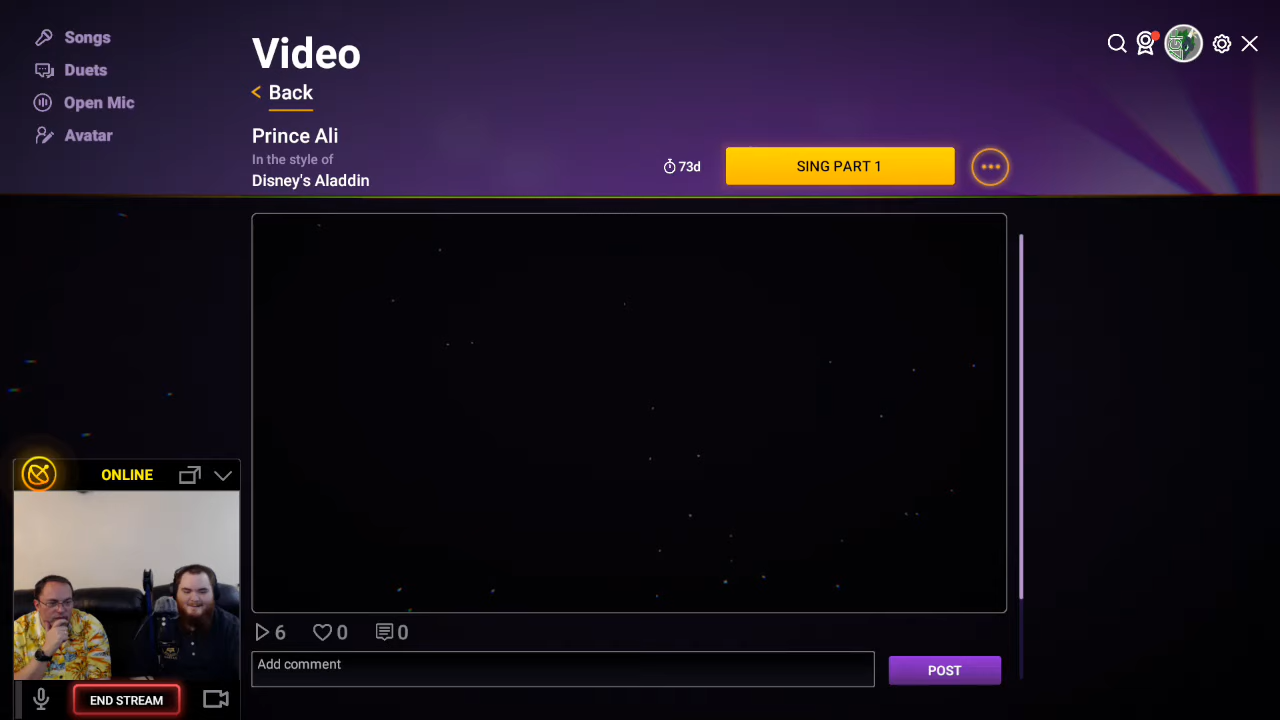 Songs
Duets
Open Mic
Avatar
Video
< Back
Prince Ali
In the style of
Disney's Aladdin
73d
SING PART 1
ONLINE
END STREAM
6
0
0
Add comment
POST